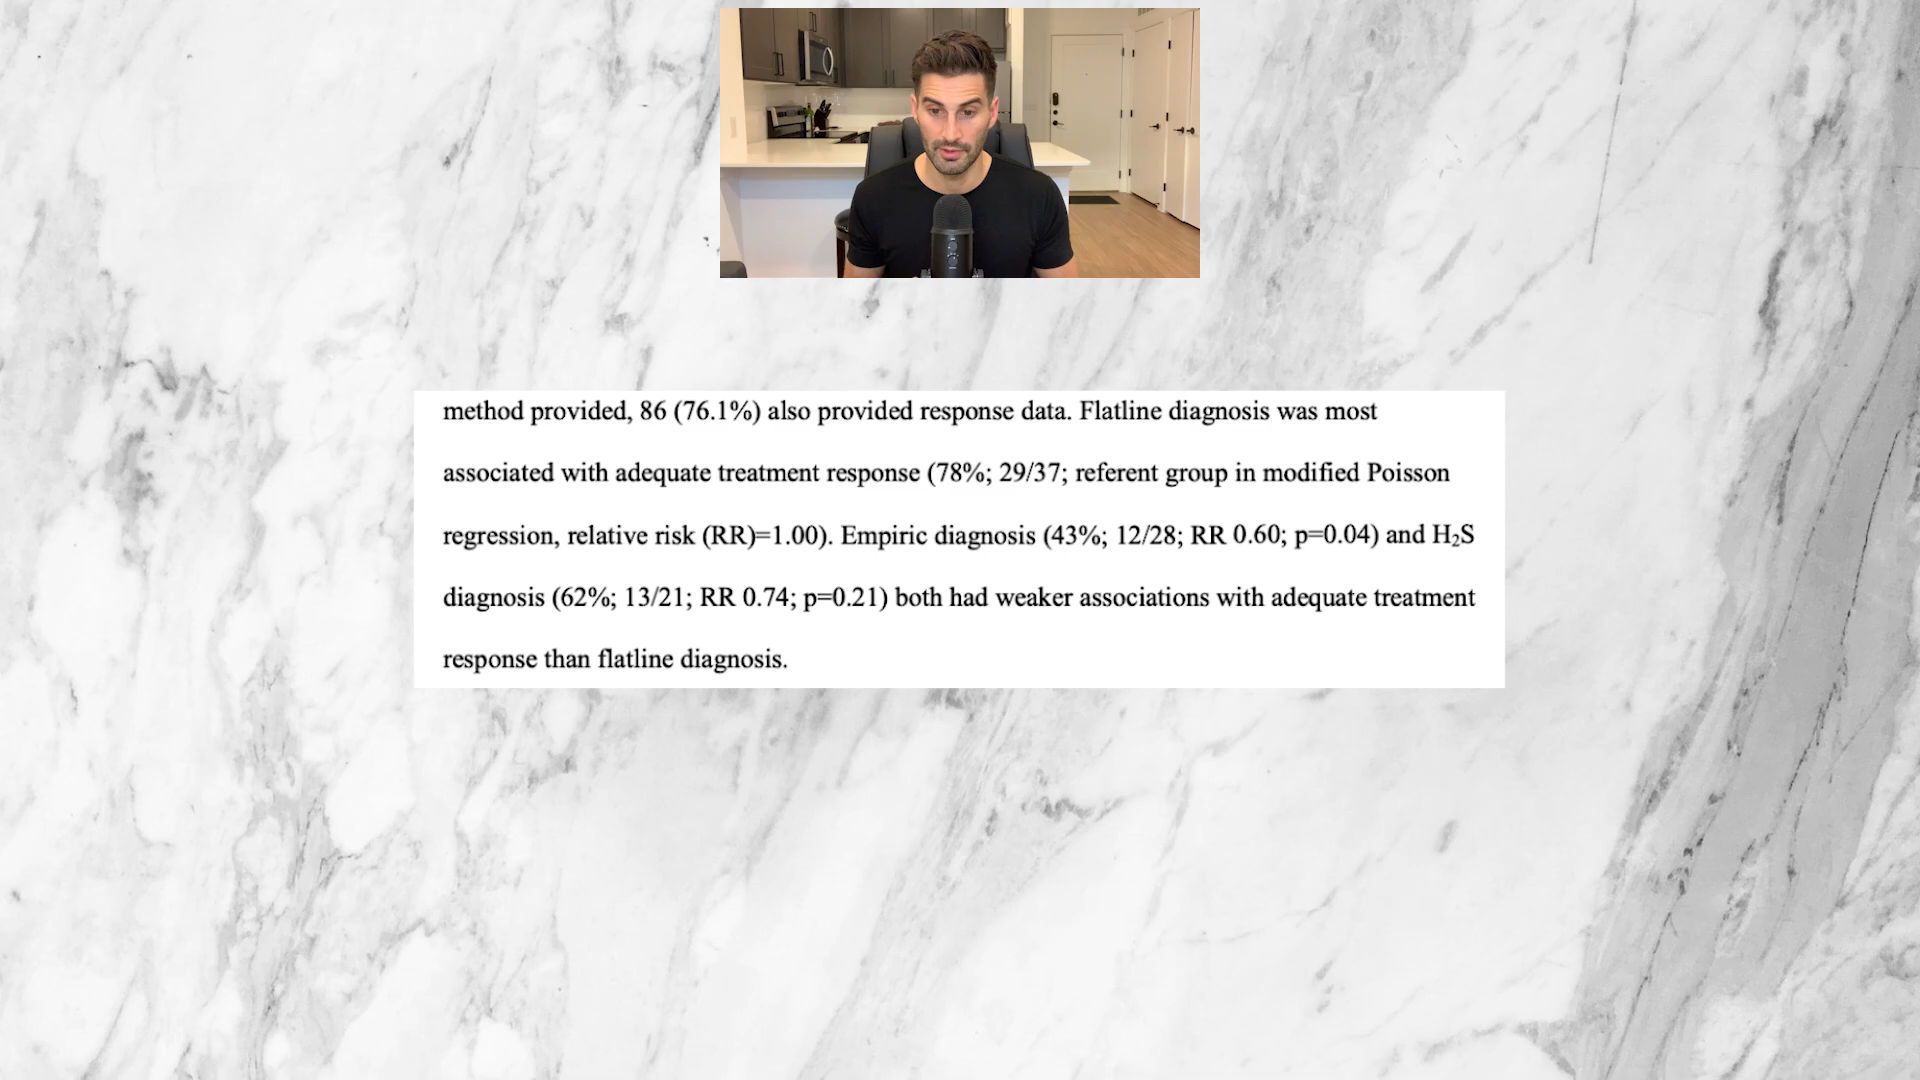 method provided, 86 (76.1%) also provided response data. Flatline diagnosis was most
associated with adequate treatment response (78%; 29/37; referent group in modified Poisson
regression, relative risk (RR)=1.00). Empiric diagnosis (43%; 12/28; RR 0.60; p=0.04) and H₂S
diagnosis (62%; 13/21; RR 0.74; p=0.21) both had weaker associations with adequate treatment
response than flatline diagnosis.